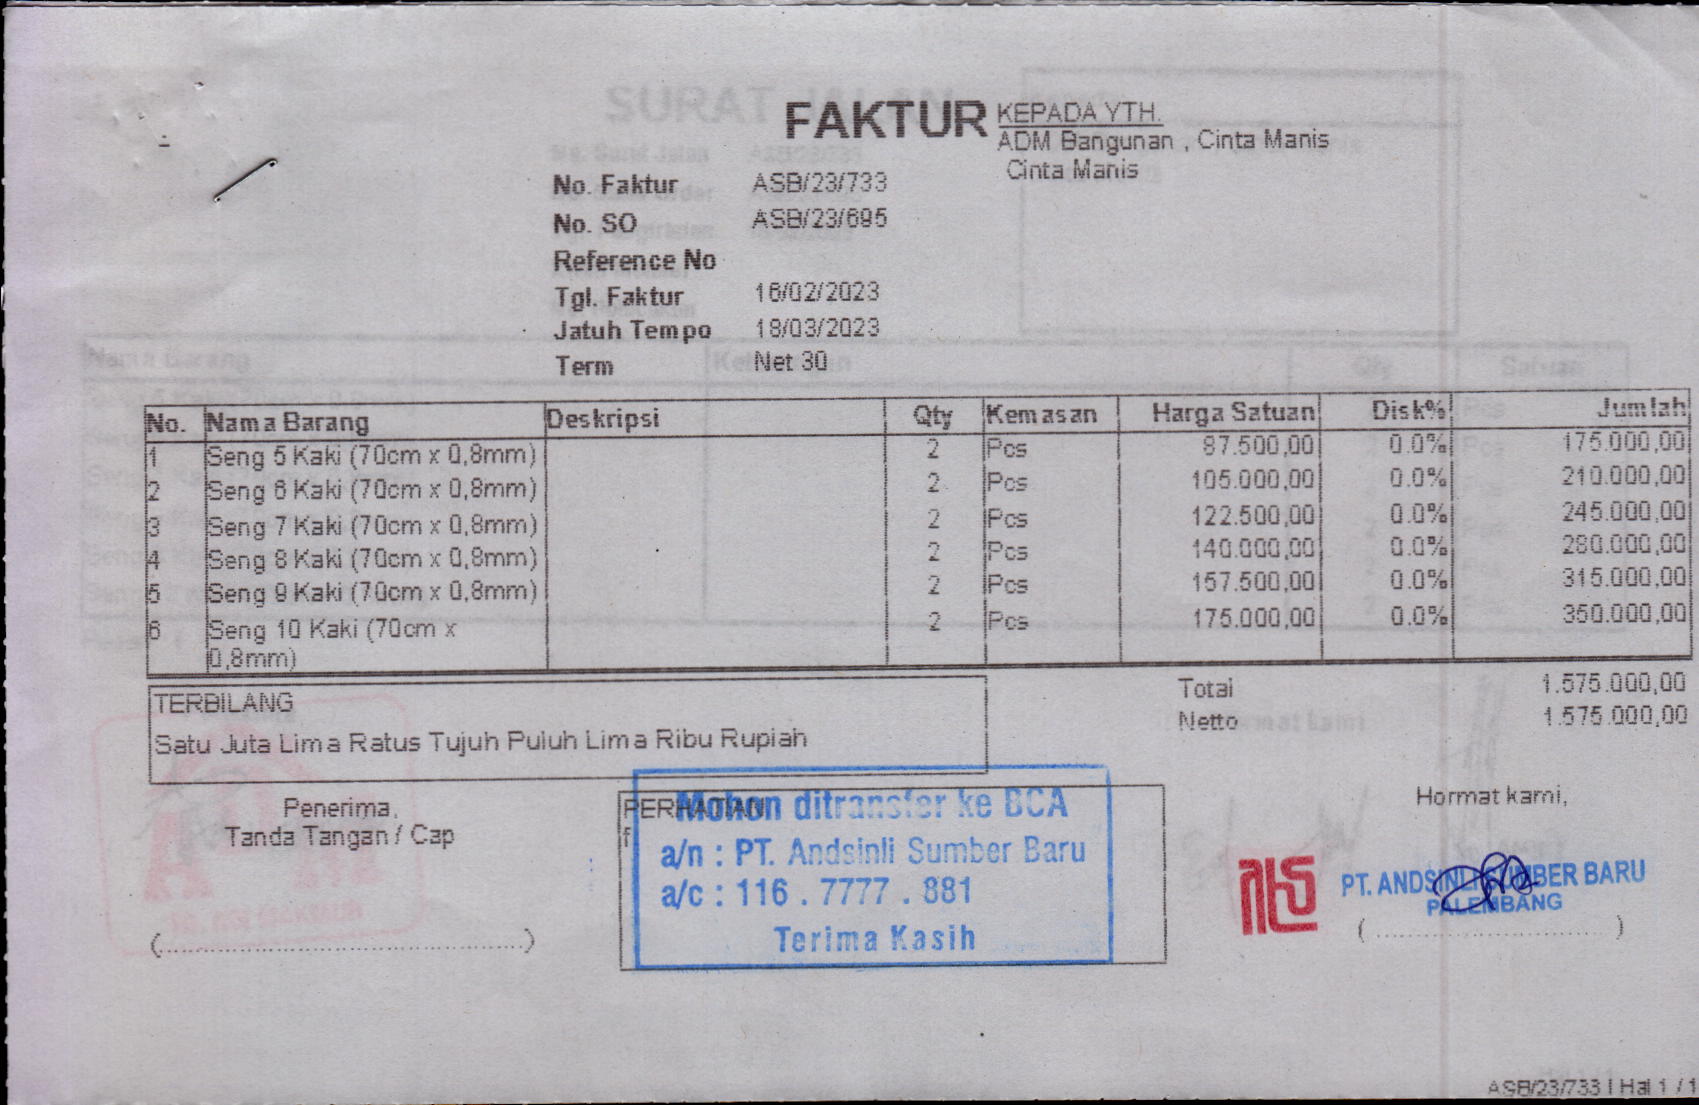 FAKTUR
KEPADA YTH.
ADM Bangunan , Cinta Manis
Cinta Manis
No. Faktur ASB/23/733
No. SO ASB/23/695
Reference No
Tgl. Faktur 16/02/2023
Jatuh Tempo 18/03/2023
Term Net 30
No. Nama Barang Deskripsi Qty Kemasan Harga Satuan Disk% Jumlah
1 Seng 5 Kaki (70cm x 0,8mm) 2 Pcs 87.500,00 0.0% 175.000,00
2 Seng 6 Kaki (70cm x 0,8mm) 2 Pcs 105.000,00 0.0% 210.000,00
3 Seng 7 Kaki (70cm x 0,8mm) 2 Pcs 122.500,00 0.0% 245.000,00
4 Seng 8 Kaki (70cm x 0,8mm) 2 Pcs 140.000,00 0.0% 280.000,00
5 Seng 9 Kaki (70cm x 0,8mm) 2 Pcs 157.500,00 0.0% 315.000,00
6 Seng 10 Kaki (70cm x 2 Pcs 175.000,00 0.0% 350.000,00
0,8mm)
Total 1.575.000,00
Netto 1.575.000,00
TERBILANG
Satu Juta Lima Ratus Tujuh Puluh Lima Ribu Rupiah
Penerima,
Tanda Tangan / Cap
(..........................................)
PERHATIAN
f
Mohon ditransfer ke BCA
a/n : PT. Andsinli Sumber Baru
a/c : 116 . 7777 . 881
Terima Kasih
Hormat kami,
PT. ANDSINLI SUMBER BARU
PALEMBANG
(..............................)
ASB/23/733 | Hal 1 / 1